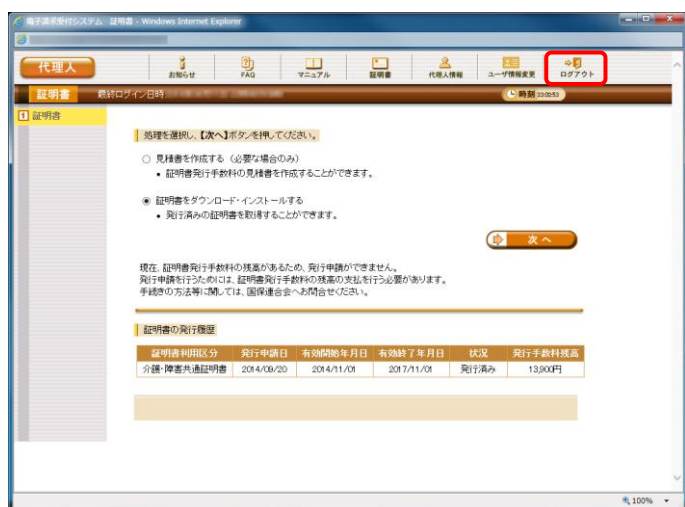 電子請求受付システム 証明書 - Windows Internet Explorer
代理人
お知らせ FAQ マニュアル 証明書 代理人情報 ユーザ情報変更 ログアウト
証明書 最終ログイン日時: 時刻
1 証明書
処理を選択し、【次へ】ボタンを押してください。
見積書を作成する (必要な場合のみ)
• 証明書発行手数料の見積書を作成することができます。
証明書をダウンロード・インストールする
• 発行済みの証明書を取得することができます。
次へ
現在、証明書発行手数料の残高があるため、発行申請ができません。
発行申請を行うためには、証明書発行手数料の残高の支払を行う必要があります。
手続きの方法等に関しては、国保連合会へお問合せください。
証明書の発行履歴
証明書利用区分 発行申請日 有効開始年月日 有効終了年月日 状況 発行手数料残高
介護・障害共通証明書 2014/09/20 2014/11/01 2017/11/01 発行済み 13,900円
100%